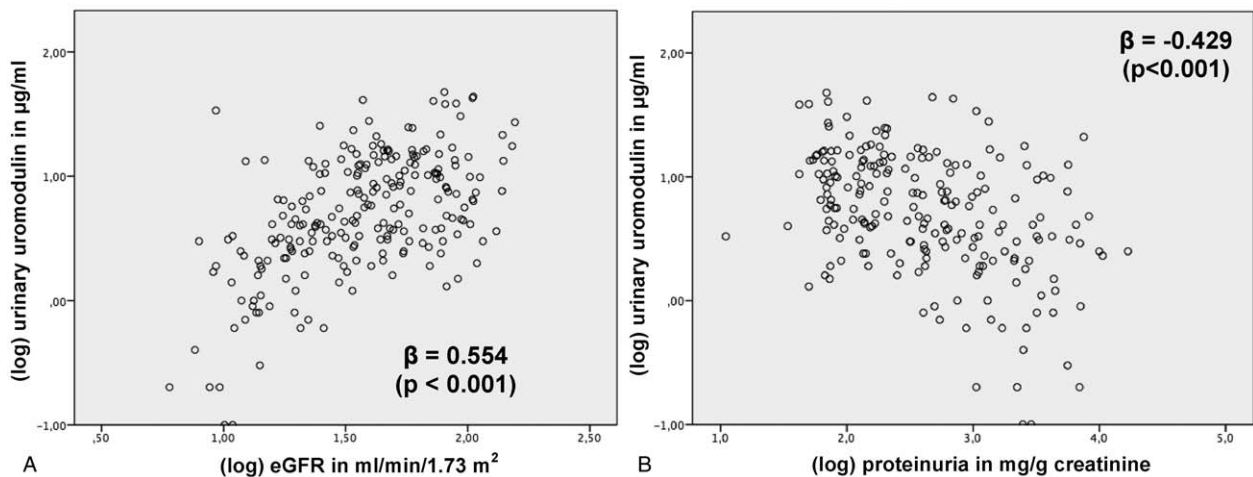 2,00
1,00
,00
−1,00
(log) urinary uromodulin in µg/ml
β = 0.554
(p < 0.001)
,50
1,00
1,50
2,00
2,50
A
(log) eGFR in ml/min/1.73 m²
2,00
1,00
,00
−1,00
(log) urinary uromodulin in µg/ml
β = -0.429
(p<0.001)
1,0
2,0
3,0
4,0
5,0
B
(log) proteinuria in mg/g creatinine